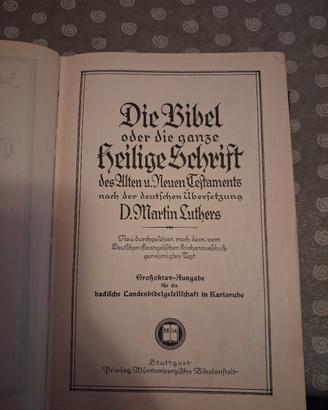 Die Bibel
oder die ganze
Heilige Schrift
des Alten u. Neuen Testaments
nach der deutschen Übersetzung
D. Martin Luthers
Neu durchgesehen nach dem vom
Deutschen Evangelischen Kirchenausschuß
genehmigten Text
Großoktav-Ausgabe
für die
badische Landesbibelgesellschaft in Karlsruhe
Stuttgart
Privileg. Württembergische Bibelanstalt